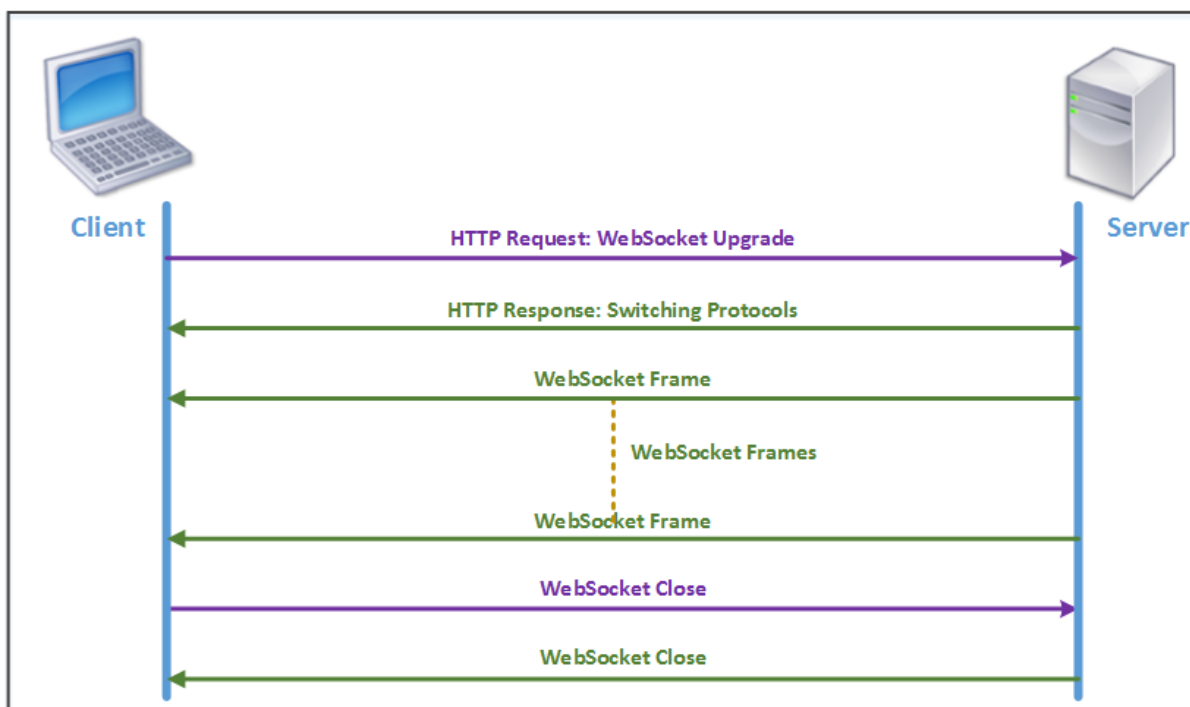 Client
Server
HTTP Request: WebSocket Upgrade
HTTP Response: Switching Protocols
WebSocket Frame
WebSocket Frames
WebSocket Frame
WebSocket Close
WebSocket Close